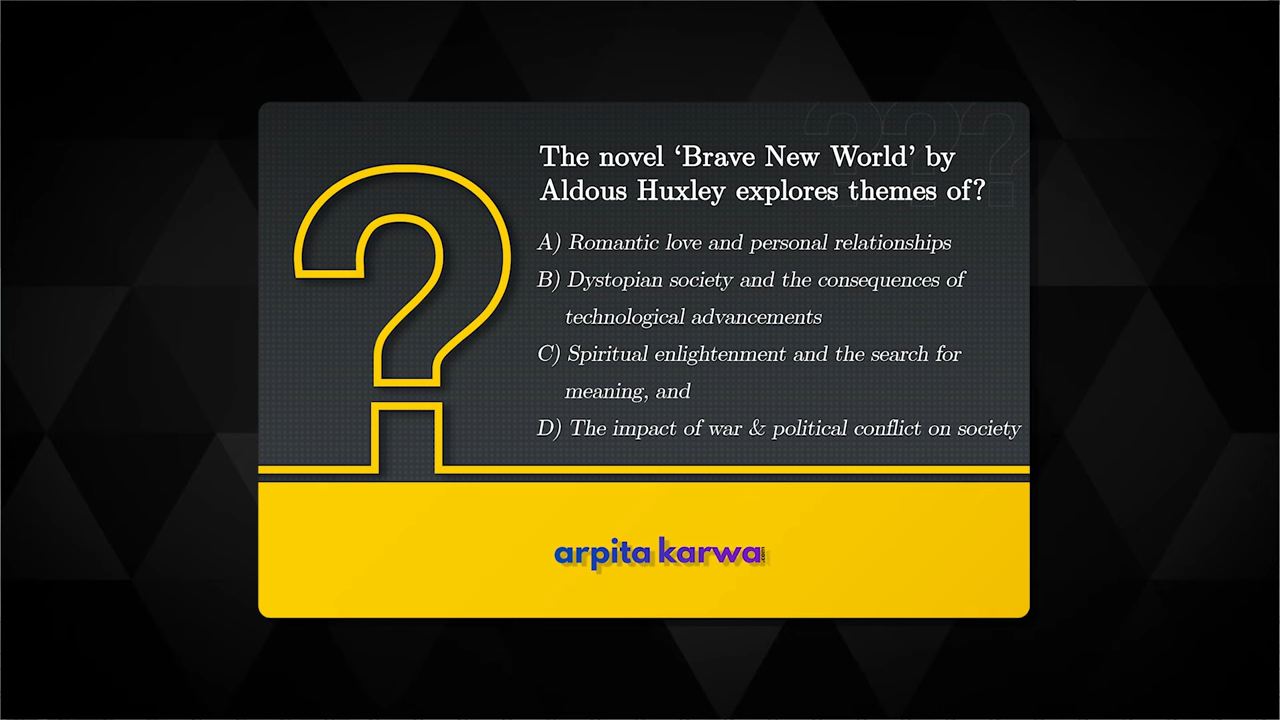 The novel ‘Brave New World’ by
Aldous Huxley explores themes of?
A) Romantic love and personal relationships
B) Dystopian society and the consequences of
technological advancements
C) Spiritual enlightenment and the search for
meaning, and
D) The impact of war & political conflict on society
arpita karwa.com